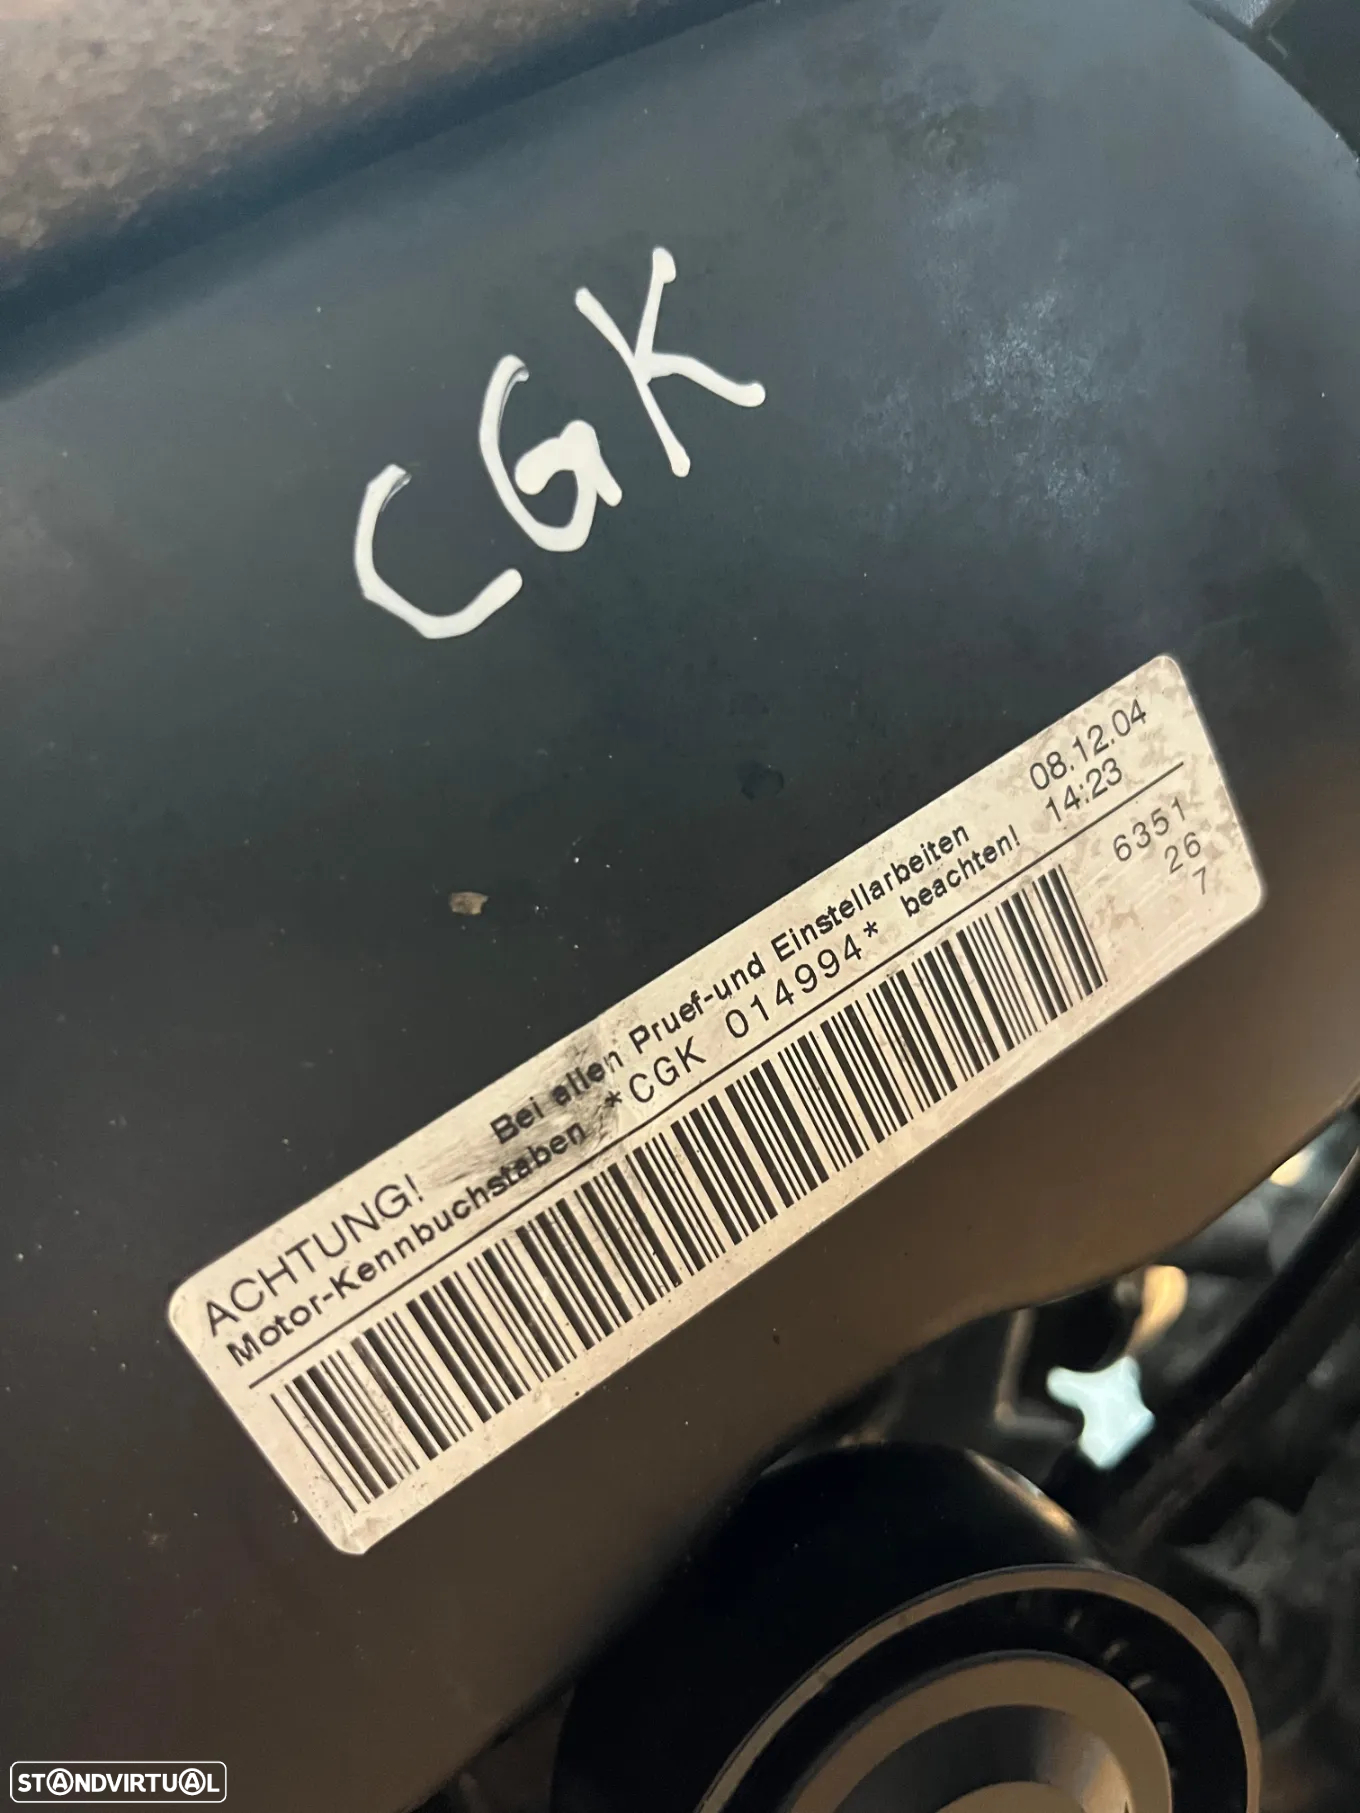 CGK
ACHTUNG! Bei allen Pruef-und Einstellarbeiten 08.12.04
Motor-Kennbuchstaben *CGK 014994* beachten! 14:23
6351
26
7
STANDVIRTUAL